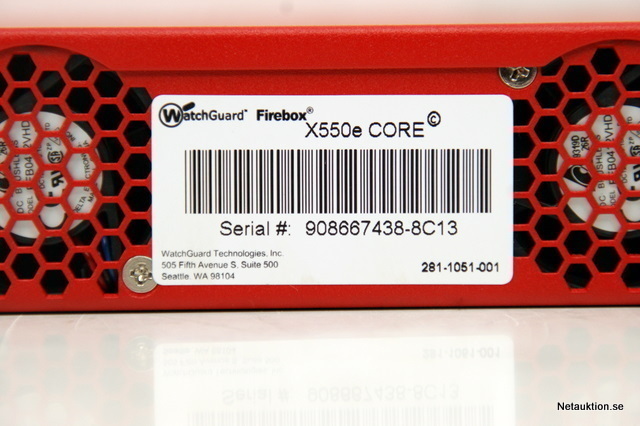 WatchGuard™ Firebox®
X550e CORE ©
Serial #: 908667438-8C13
WatchGuard Technologies, Inc.
505 Fifth Avenue S. Suite 500
Seattle. WA 98104
281-1051-001
Netauktion.se